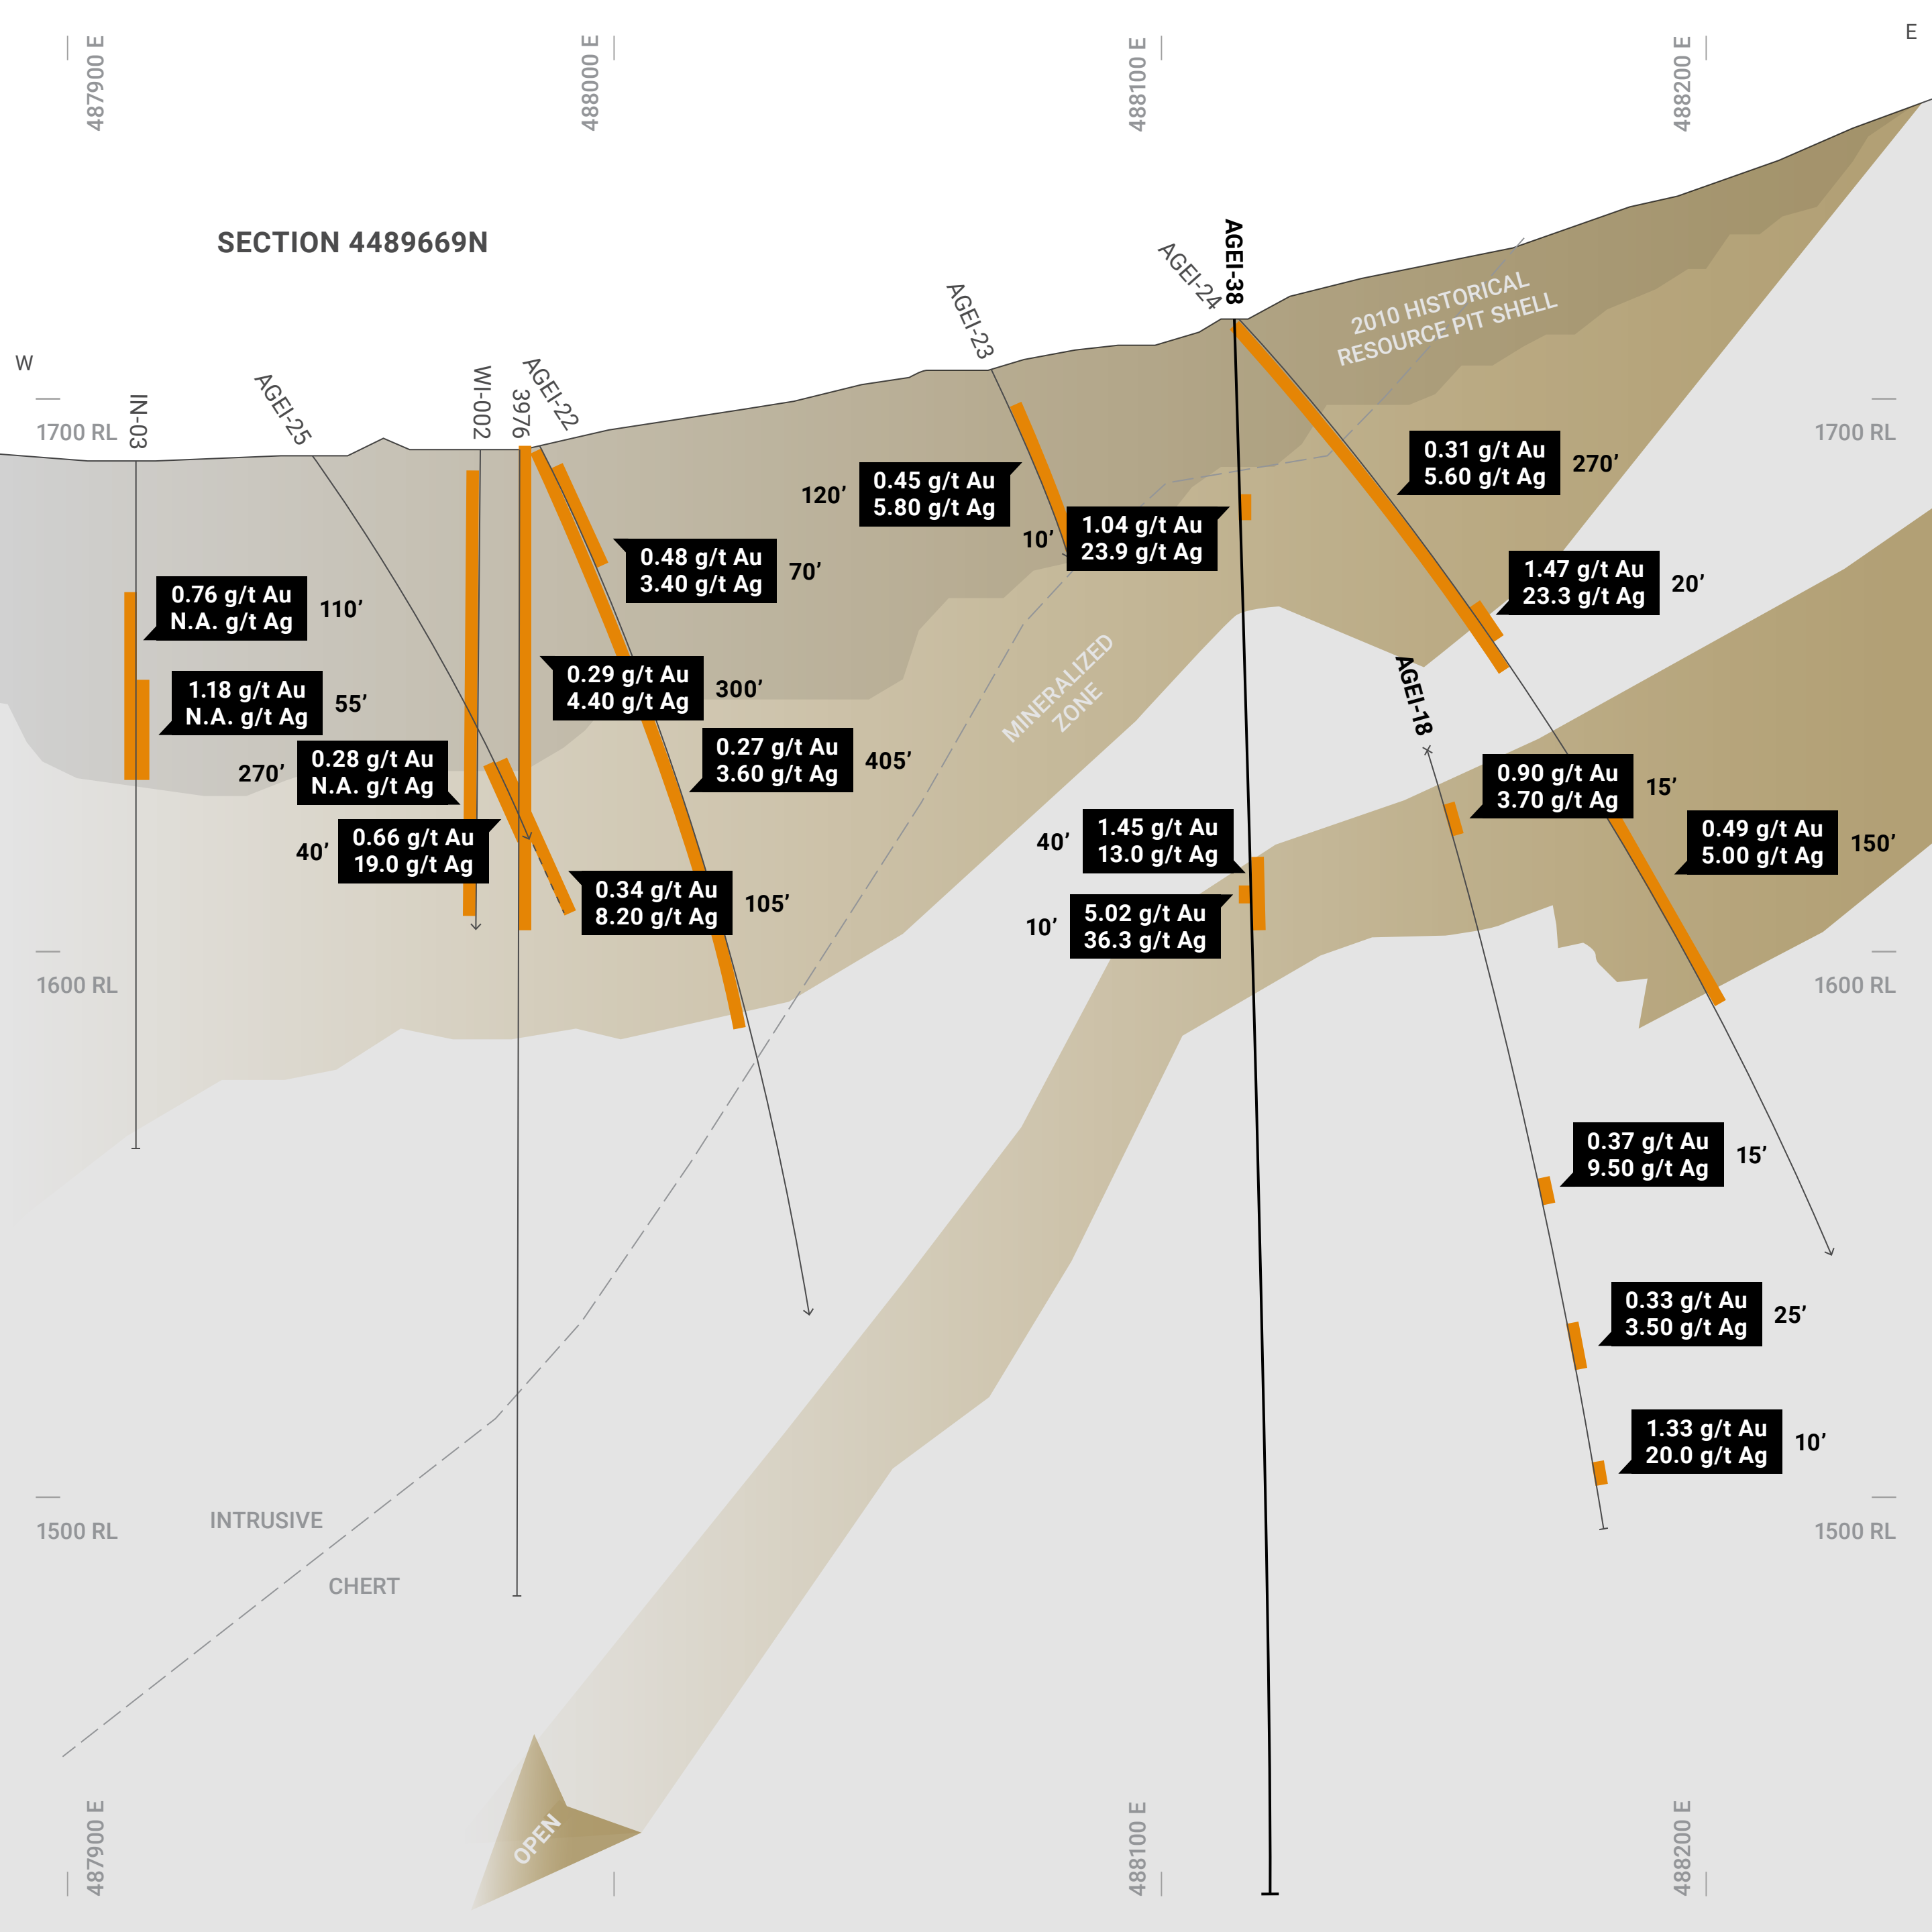 487900 E
488000 E
488100 E
488200 E
E
SECTION 4489669N
W
1700 RL
1700 RL
IN-03
AGEI-25
WI-002
3976
AGEI-22
AGEI-23
AGEI-24
AGEI-38
2010 HISTORICAL
RESOURCE PIT SHELL
0.31 g/t Au
5.60 g/t Ag
270’
120’
0.45 g/t Au
5.80 g/t Ag
10’
1.04 g/t Au
23.9 g/t Ag
0.48 g/t Au
3.40 g/t Ag
70’
1.47 g/t Au
23.3 g/t Ag
20’
0.76 g/t Au
N.A. g/t Ag
110’
1.18 g/t Au
N.A. g/t Ag
55’
0.29 g/t Au
4.40 g/t Ag
300’
MINERALIZED
ZONE
AGEI-18
270’
0.28 g/t Au
N.A. g/t Ag
0.27 g/t Au
3.60 g/t Ag
405’
0.90 g/t Au
3.70 g/t Ag
15’
40’
0.66 g/t Au
19.0 g/t Ag
40’
1.45 g/t Au
13.0 g/t Ag
0.49 g/t Au
5.00 g/t Ag
150’
0.34 g/t Au
8.20 g/t Ag
105’
10’
5.02 g/t Au
36.3 g/t Ag
1600 RL
1600 RL
0.37 g/t Au
9.50 g/t Ag
15’
0.33 g/t Au
3.50 g/t Ag
25’
1.33 g/t Au
20.0 g/t Ag
10’
1500 RL
1500 RL
INTRUSIVE
CHERT
OPEN
487900 E
488100 E
488200 E